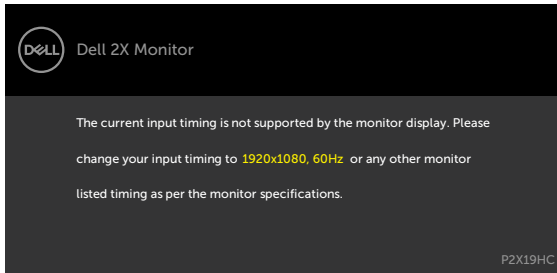 DELL Dell 2X Monitor
The current input timing is not supported by the monitor display. Please
change your input timing to 1920x1080, 60Hz or any other monitor
listed timing as per the monitor specifications.
P2X19HC